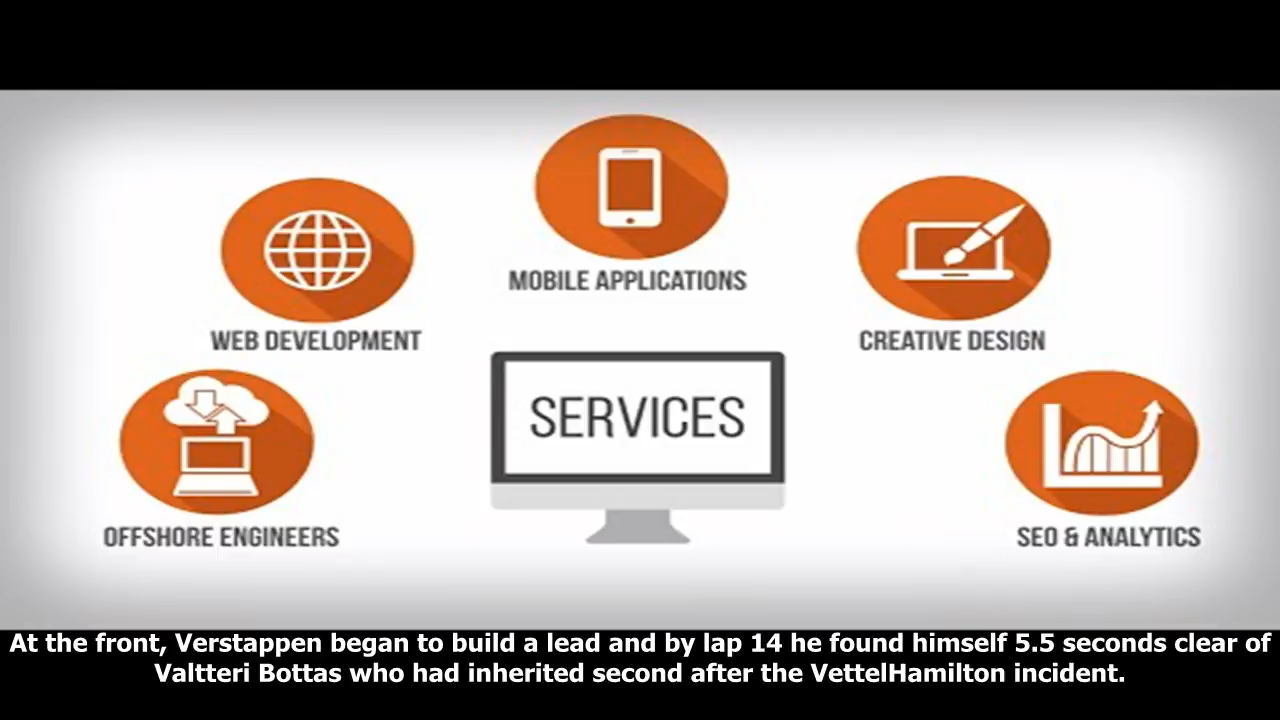 MOBILE APPLICATIONS
WEB DEVELOPMENT
CREATIVE DESIGN
SERVICES
OFFSHORE ENGINEERS
SEO & ANALYTICS
At the front, Verstappen began to build a lead and by lap 14 he found himself 5.5 seconds clear of
Valtteri Bottas who had inherited second after the VettelHamilton incident.